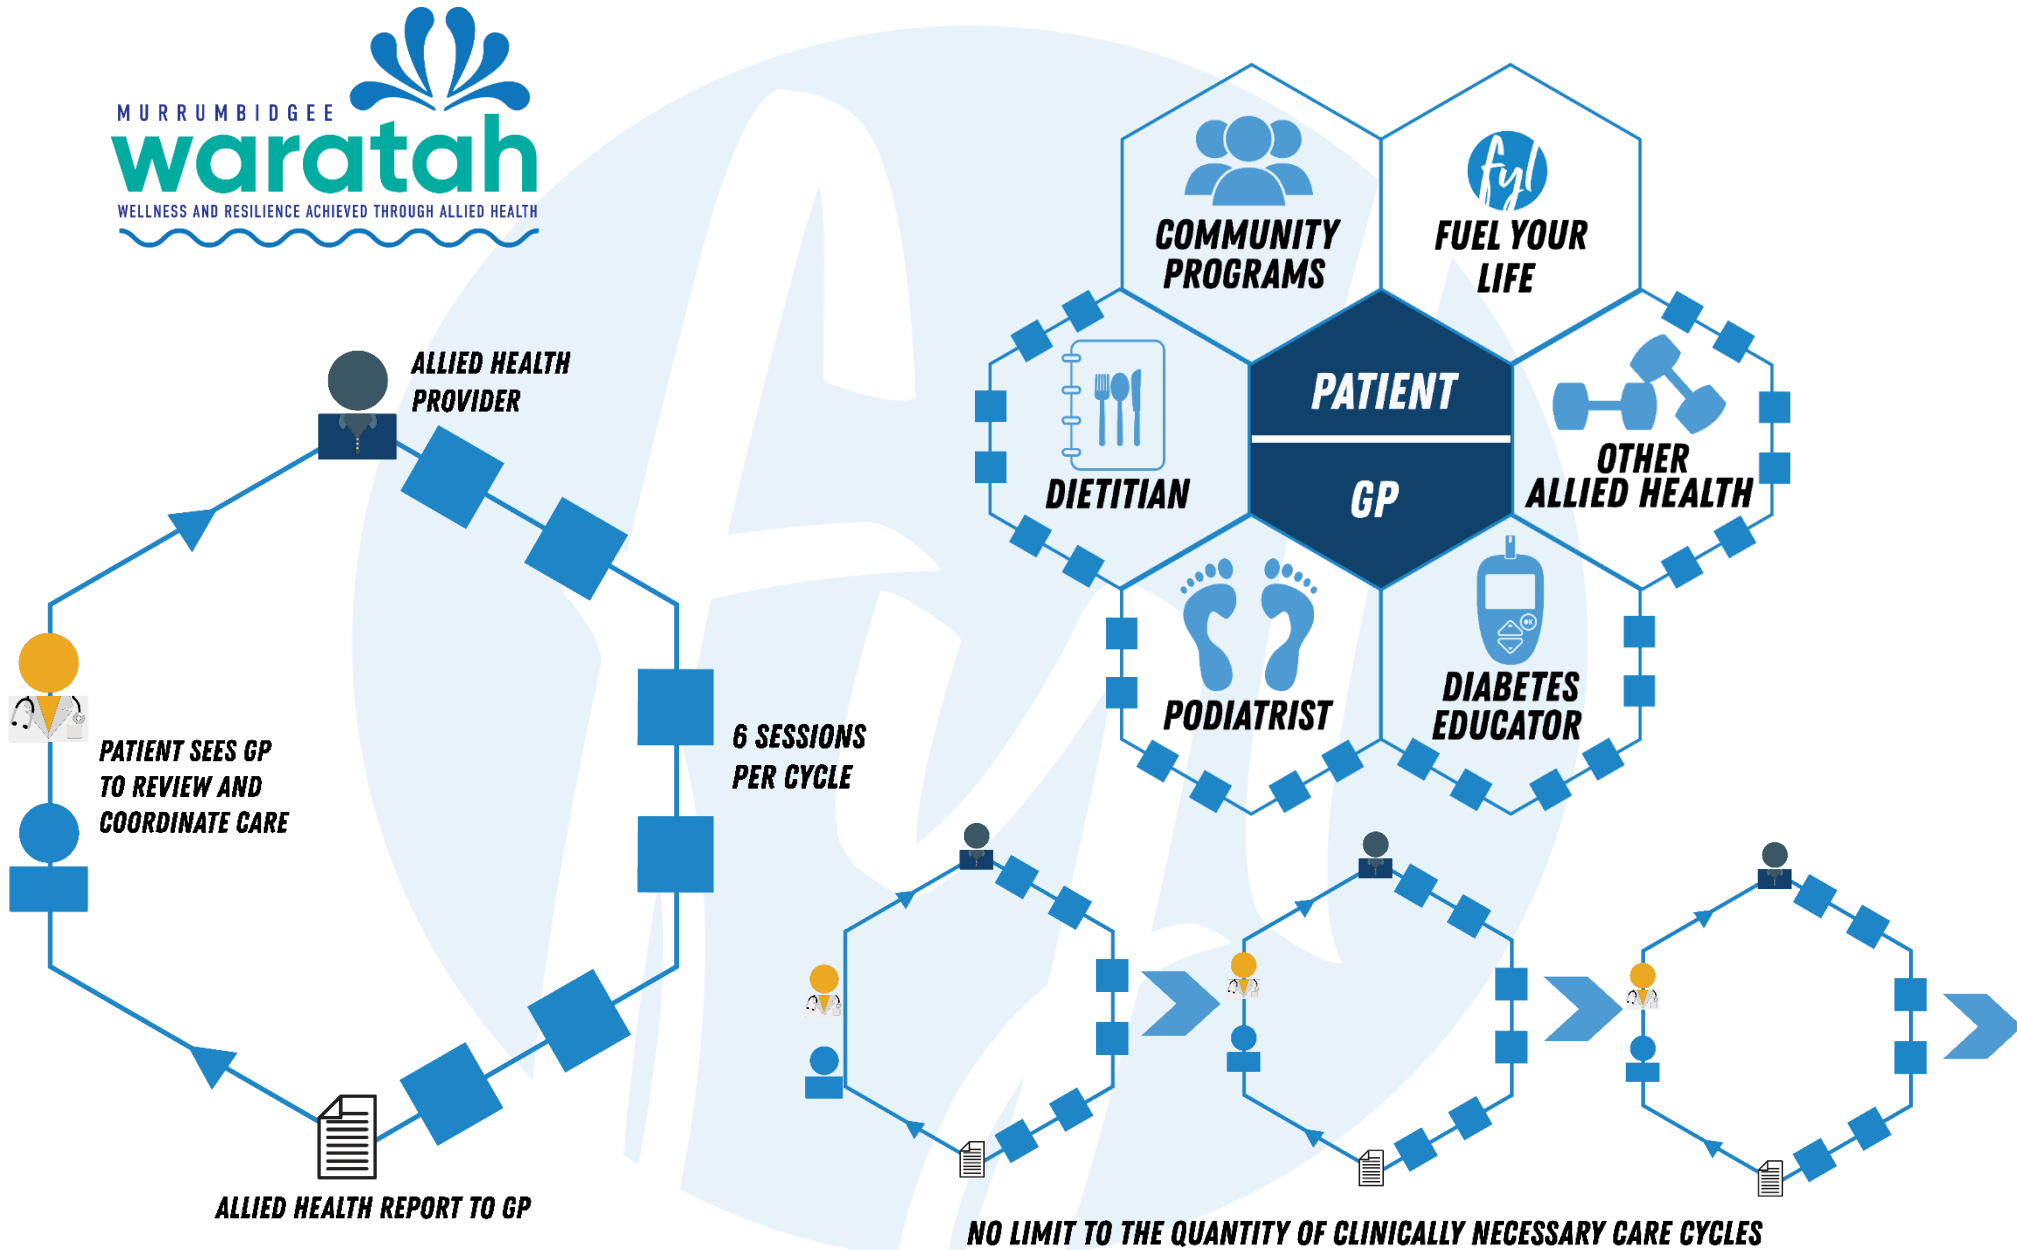 MURRUMBIDGEE
waratah
WELLNESS AND RESILIENCE ACHIEVED THROUGH ALLIED HEALTH
COMMUNITY
PROGRAMS
fyl
FUEL YOUR
LIFE
DIETITIAN
PATIENT
GP
OTHER
ALLIED HEALTH
PODIATRIST
OK
DIABETES
EDUCATOR
ALLIED HEALTH
PROVIDER
6 SESSIONS
PER CYCLE
PATIENT SEES GP
TO REVIEW AND
COORDINATE CARE
ALLIED HEALTH REPORT TO GP
NO LIMIT TO THE QUANTITY OF CLINICALLY NECESSARY CARE CYCLES